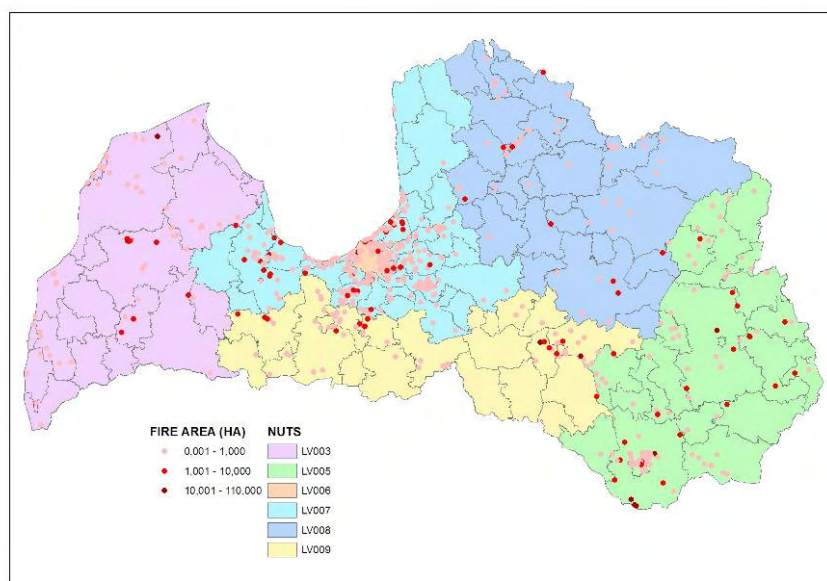 FIRE AREA (HA)
0,001 - 1,000
1,001 - 10,000
10,001 - 110,000
NUTS
LV003
LV005
LV006
LV007
LV008
LV009